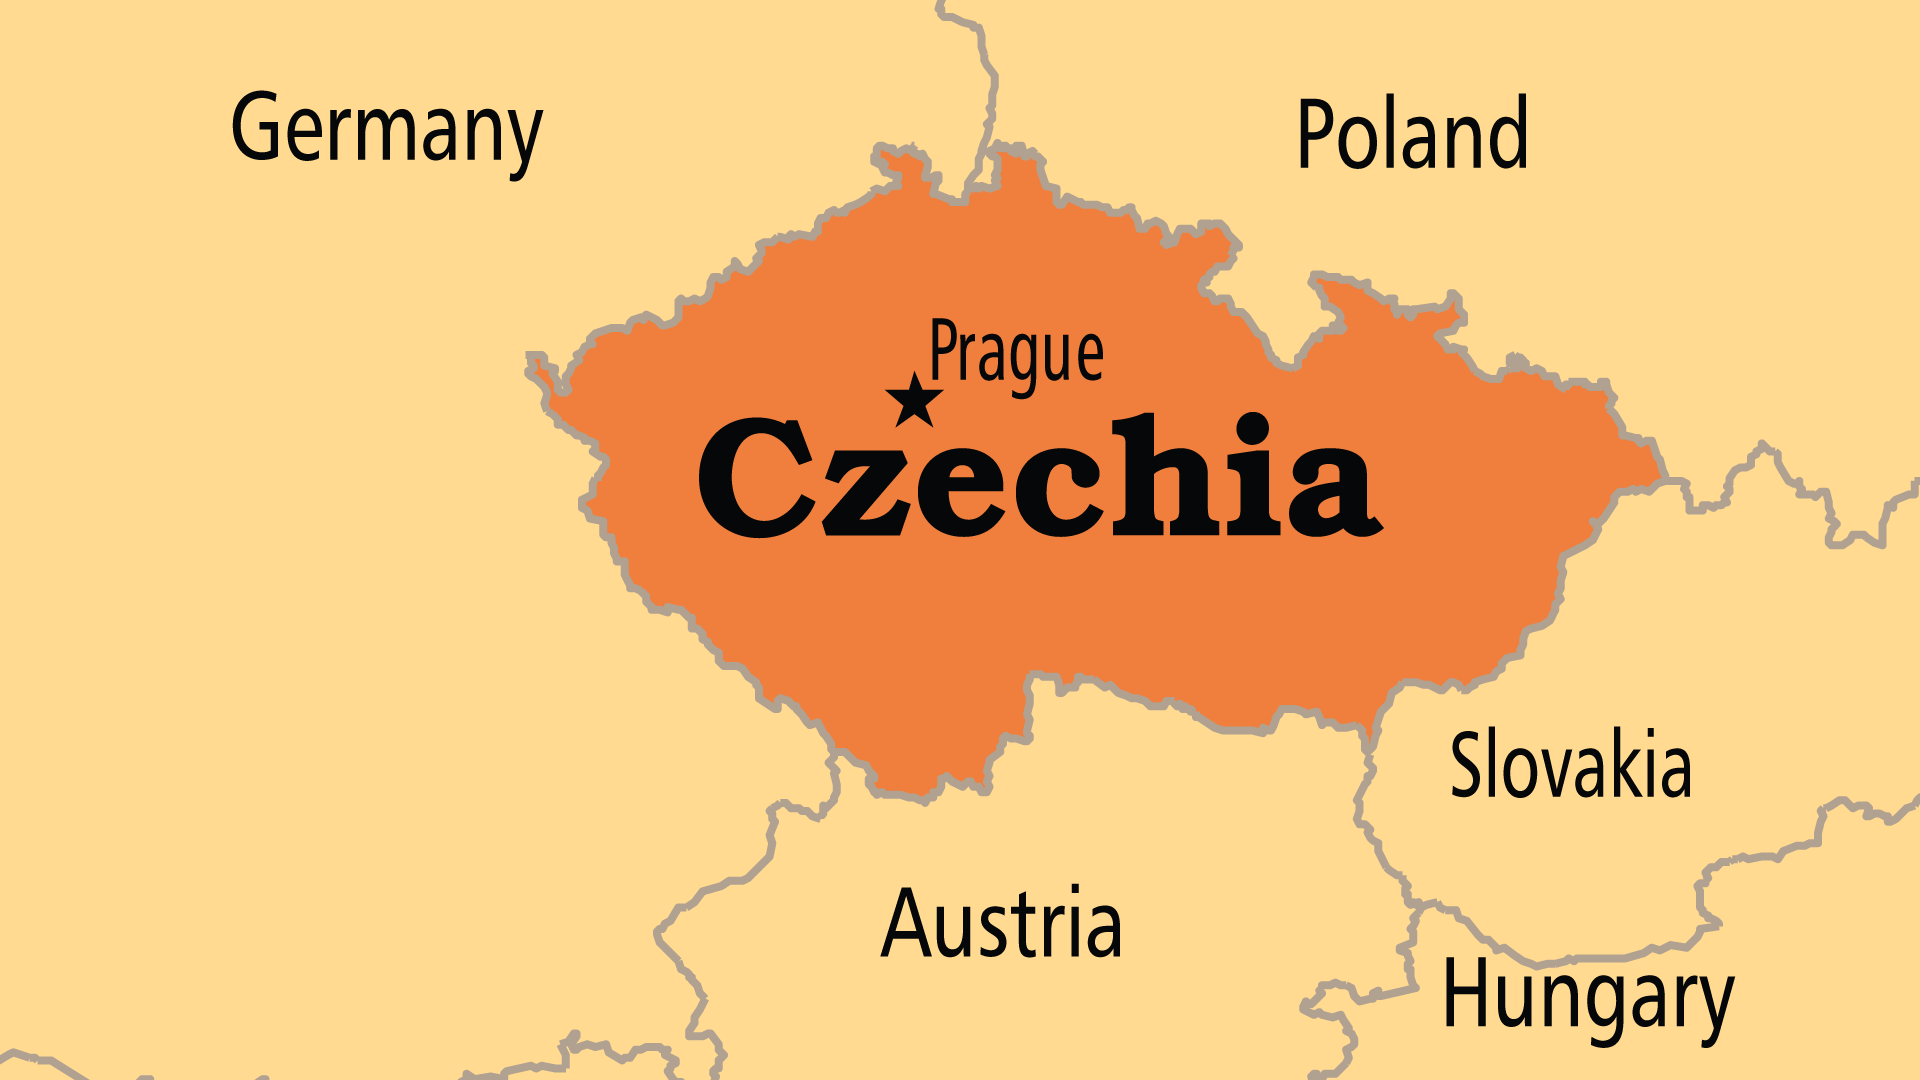 Germany
Poland
Prague
Czechia
Slovakia
Austria
Hungary